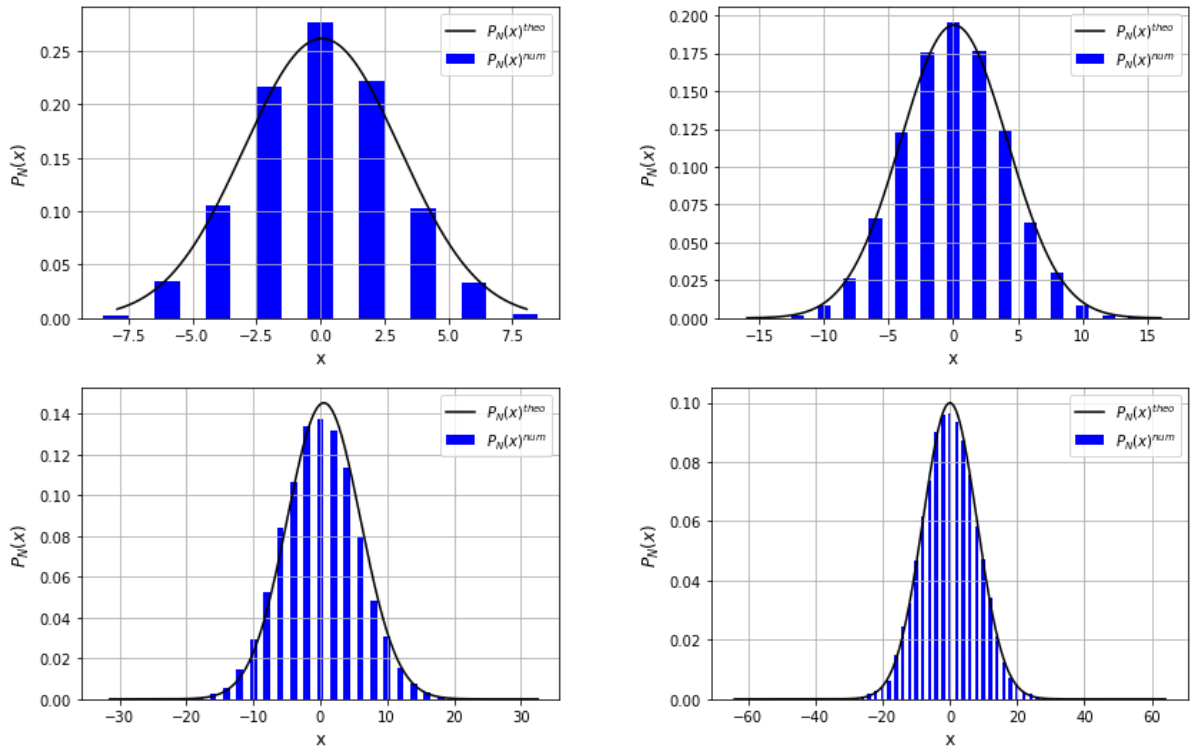 P_N(x)^{theo}
P_N(x)^{num}
0.25
0.20
0.15
0.10
0.05
0.00
P_N(x)
−7.5 −5.0 −2.5 0.0 2.5 5.0 7.5
x
P_N(x)^{theo}
P_N(x)^{num}
0.200
0.175
0.150
0.125
0.100
0.075
0.050
0.025
0.000
P_N(x)
−15 −10 −5 0 5 10 15
x
P_N(x)^{theo}
P_N(x)^{num}
0.14
0.12
0.10
0.08
0.06
0.04
0.02
0.00
P_N(x)
−30 −20 −10 0 10 20 30
x
P_N(x)^{theo}
P_N(x)^{num}
0.10
0.08
0.06
0.04
0.02
0.00
P_N(x)
−60 −40 −20 0 20 40 60
x